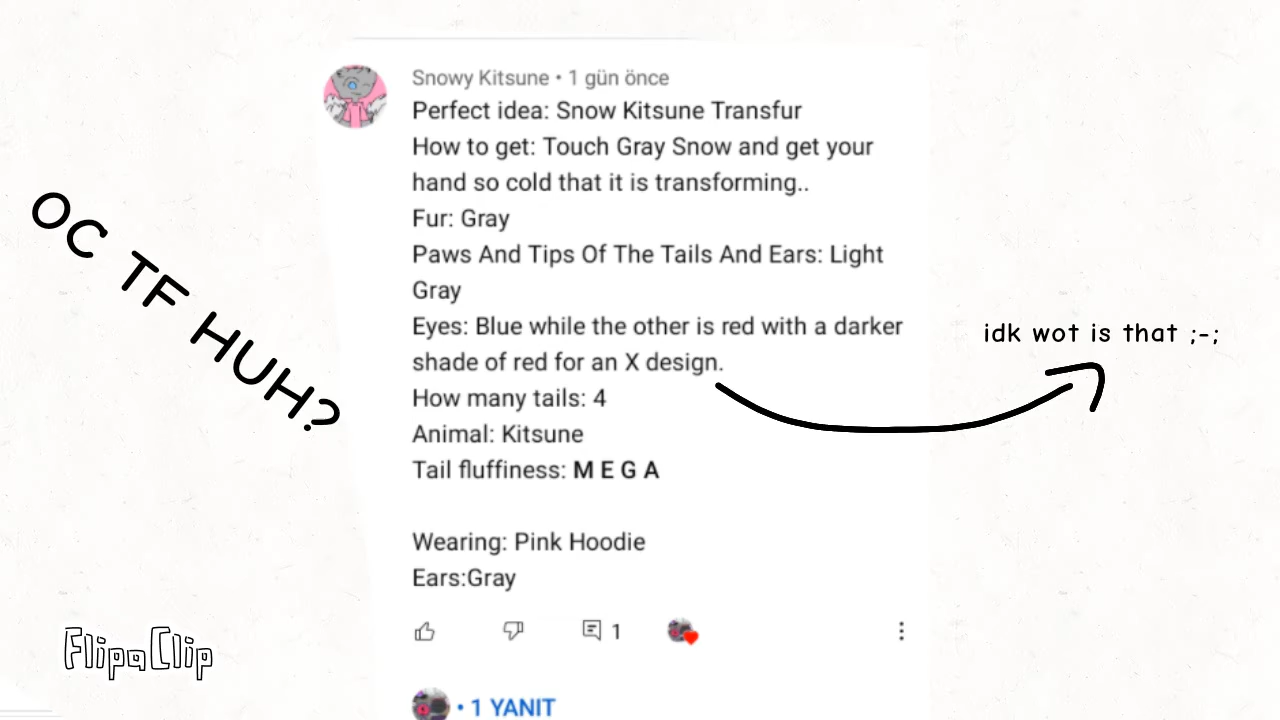 Snowy Kitsune • 1 gün önce
Perfect idea: Snow Kitsune Transfur
How to get: Touch Gray Snow and get your
hand so cold that it is transforming..
Fur: Gray
Paws And Tips Of The Tails And Ears: Light
Gray
Eyes: Blue while the other is red with a darker
shade of red for an X design.
How many tails: 4
Animal: Kitsune
Tail fluffiness: M E G A
Wearing: Pink Hoodie
Ears:Gray
1
• 1 YANIT
OC TF HUH?
idk wot is that ;-;
FlipaClip